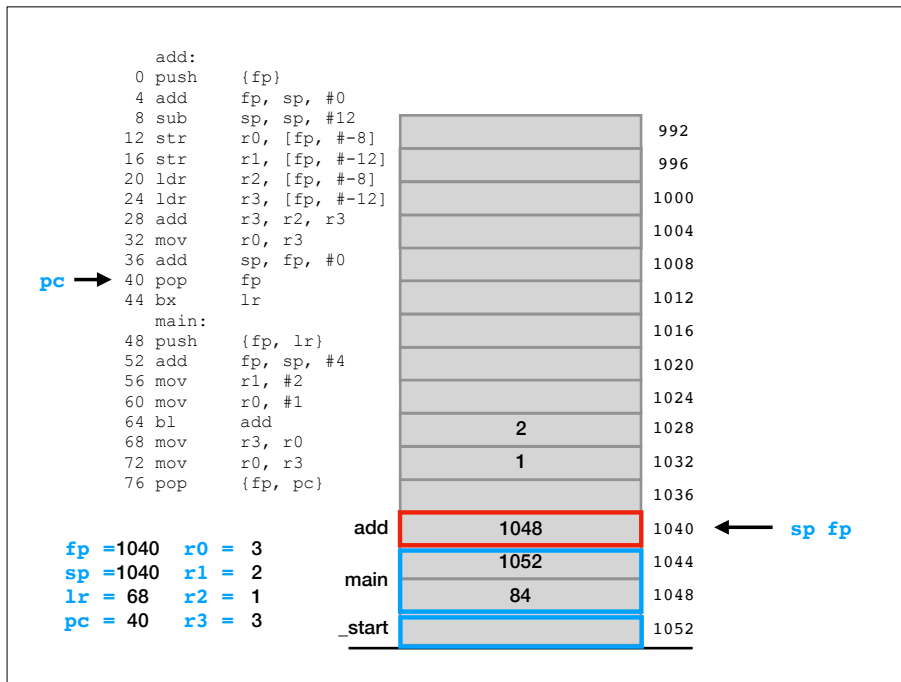 add:
0 push {fp}
4 add fp, sp, #0
8 sub sp, sp, #12
12 str r0, [fp, #-8]
16 str r1, [fp, #-12]
20 ldr r2, [fp, #-8]
24 ldr r3, [fp, #-12]
28 add r3, r2, r3
32 mov r0, r3
36 add sp, fp, #0
pc 40 pop fp
44 bx lr
main:
48 push {fp, lr}
52 add fp, sp, #4
56 mov r1, #2
60 mov r0, #1
64 bl add
68 mov r3, r0
72 mov r0, r3
76 pop {fp, pc}
fp =1040 r0 = 3
sp =1040 r1 = 2
lr = 68 r2 = 1
pc = 40 r3 = 3
992
996
1000
1004
1008
1012
1016
1020
1024
2 1028
1 1032
1036
add 1048 1040 sp fp
1052 1044
main
84 1048
_start 1052